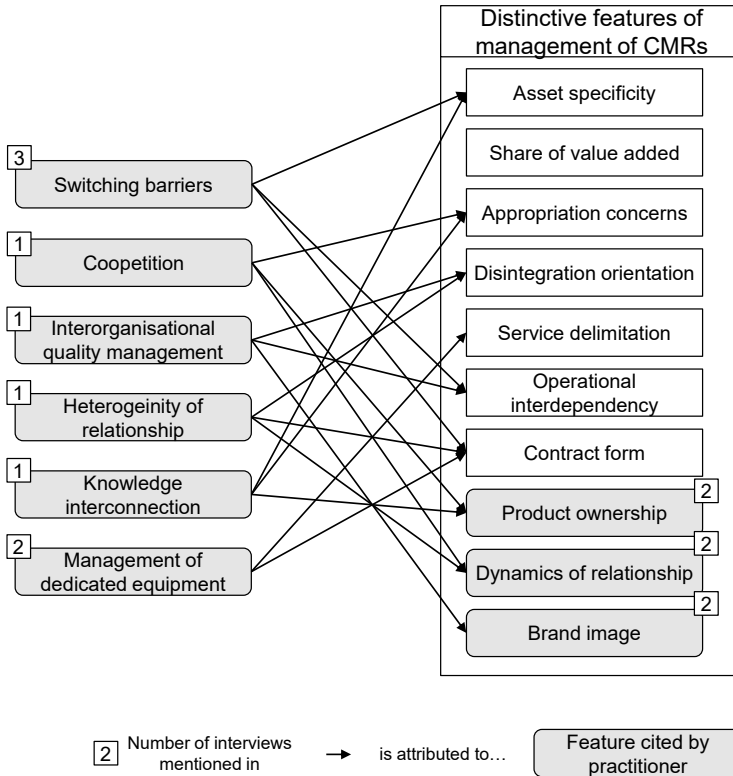 Distinctive features of
management of CMRs
Asset specificity
Share of value added
Appropriation concerns
Disintegration orientation
Service delimitation
Operational
interdependency
Contract form
2
Product ownership
2
Dynamics of relationship
2
Brand image
3
Switching barriers
1
Coopetition
1
Interorganisational
quality management
1
Heterogeinity of
relationship
1
Knowledge
interconnection
2
Management of
dedicated equipment
2
Number of interviews
mentioned in
is attributed to…
Feature cited by
practitioner